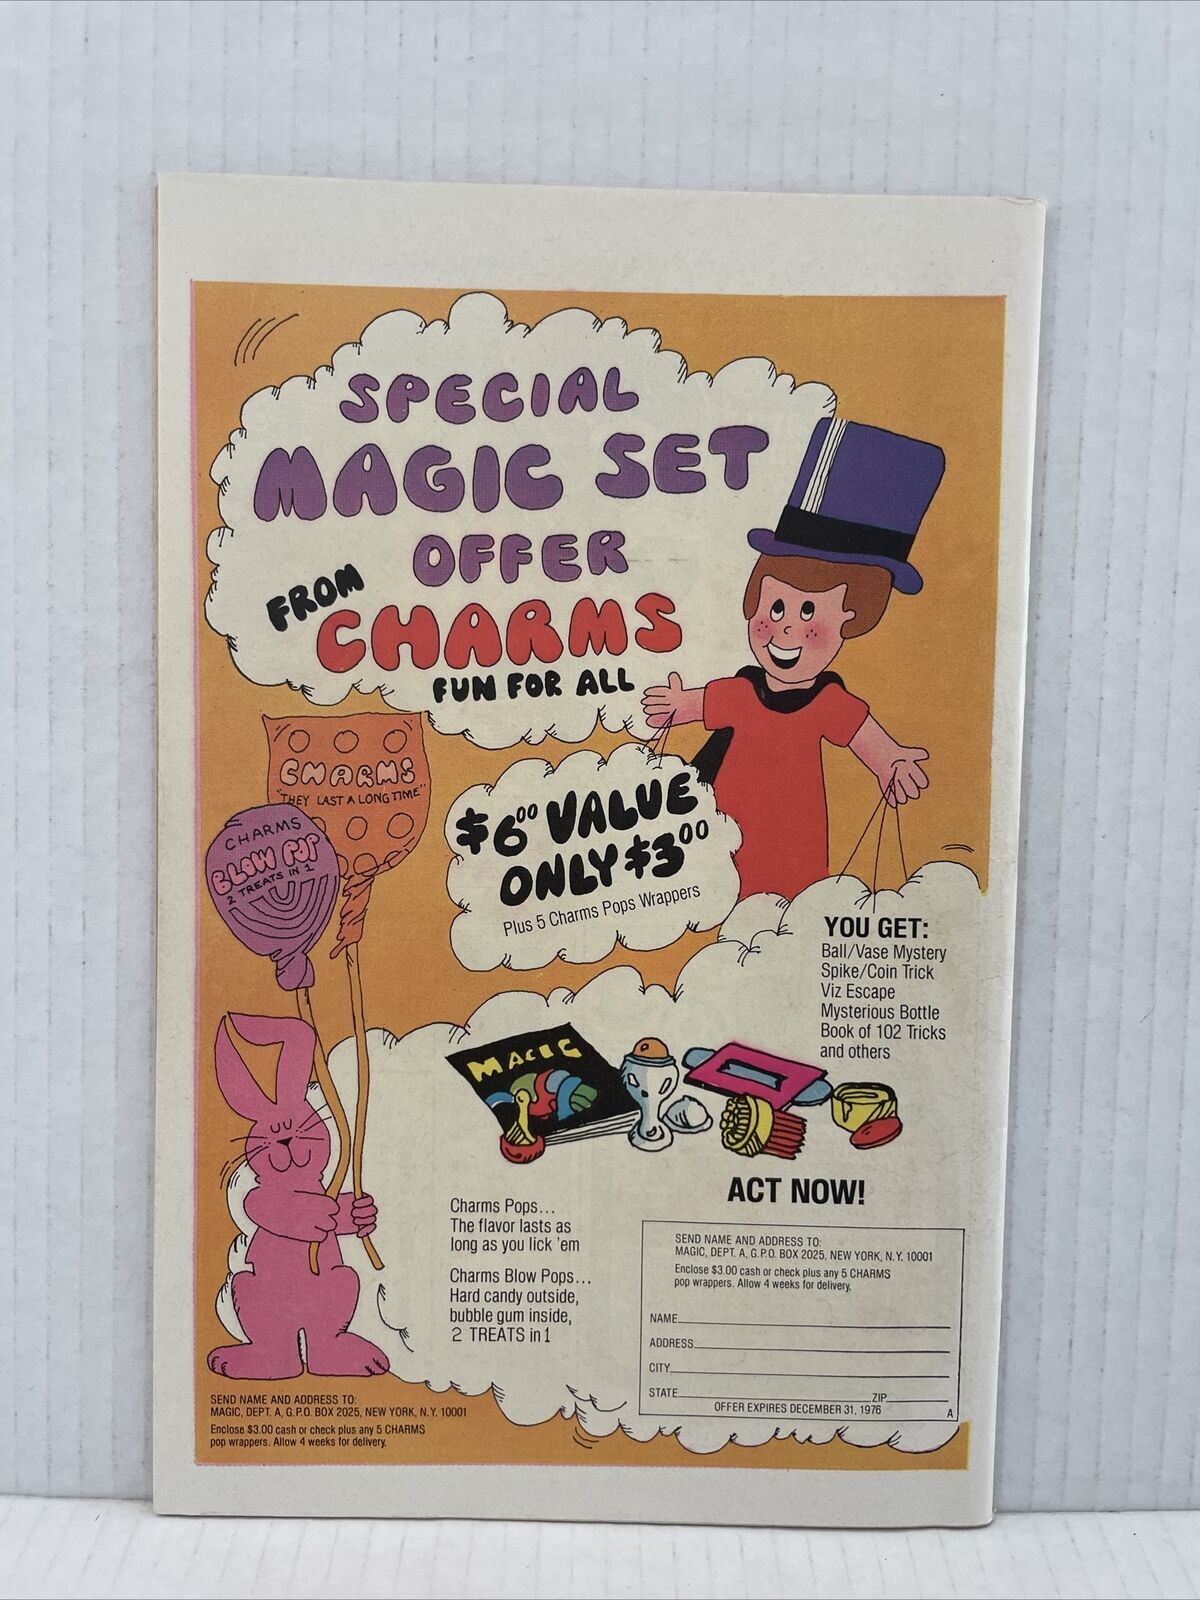 SPECIAL
MAGIC SET
OFFER
FROM
CHARMS
FUN FOR ALL
CHARMS
"THEY LAST A LONG TIME"
CHARMS
BLOW POP
2 TREATS IN 1
$6.00 VALUE
ONLY $3.00
Plus 5 Charms Pops Wrappers
YOU GET:
Ball/Vase Mystery
Spike/Coin Trick
Viz Escape
Mysterious Bottle
Book of 102 Tricks
and others
MAGIC
ACT NOW!
Charms Pops...
The flavor lasts as
long as you lick 'em
Charms Blow Pops...
Hard candy outside,
bubble gum inside,
2 TREATS in 1
SEND NAME AND ADDRESS TO:
MAGIC, DEPT. A, G.P.O. BOX 2025, NEW YORK, N.Y. 10001
Enclose $3.00 cash or check plus any 5 CHARMS
pop wrappers. Allow 4 weeks for delivery.
NAME
ADDRESS
CITY
STATE ZIP
OFFER EXPIRES DECEMBER 31, 1976 A
SEND NAME AND ADDRESS TO:
MAGIC, DEPT. A, G.P.O. BOX 2025, NEW YORK, N.Y. 10001
Enclose $3.00 cash or check plus any 5 CHARMS
pop wrappers. Allow 4 weeks for delivery.